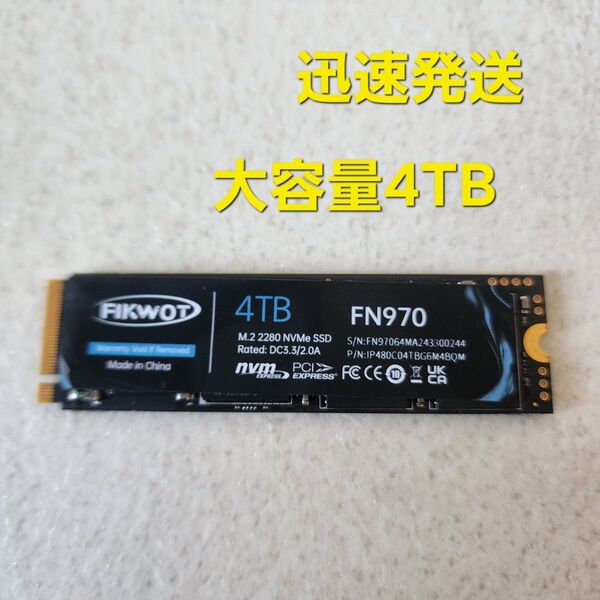 迅速発送
大容量4TB
FIKWOT
Warranty Void If Removed
Made in China
4TB
M.2 2280 NVMe SSD
Rated: DC3.3/2.0A
nvm EXPRESS
PCI EXPRESS
FN970
S/N:FN97064MA243300244
P/N:IP480C04TBG6M4BQM
CE FC 10 UK CA